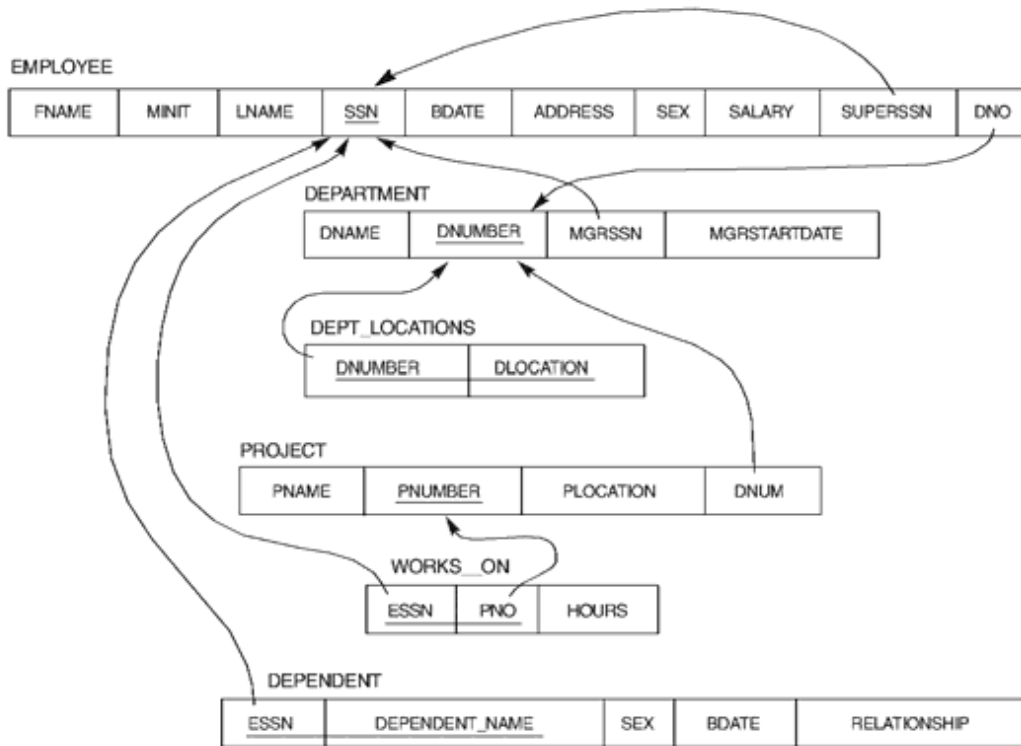 EMPLOYEE
FNAME MINIT LNAME SSN BDATE ADDRESS SEX SALARY SUPERSSN DNO
DEPARTMENT
DNAME DNUMBER MGRSSN MGRSTARTDATE
DEPT_LOCATIONS
DNUMBER DLOCATION
PROJECT
PNAME PNUMBER PLOCATION DNUM
WORKS_ON
ESSN PNO HOURS
DEPENDENT
ESSN DEPENDENT_NAME SEX BDATE RELATIONSHIP